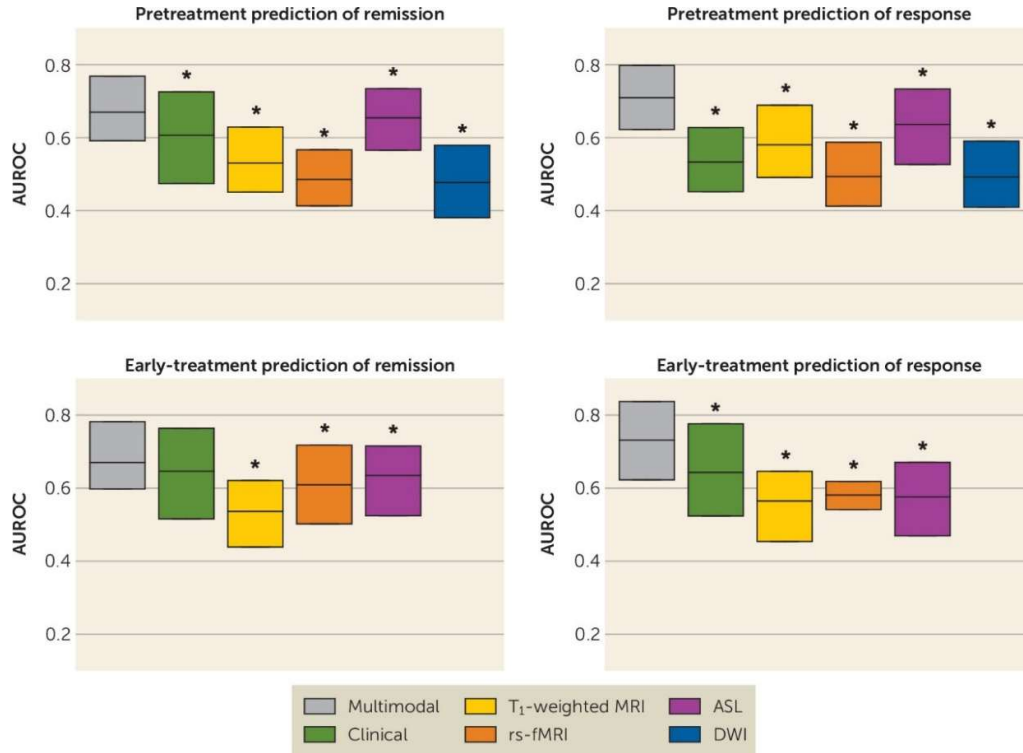 Pretreatment prediction of remission
AUROC
0.8
0.6
0.4
0.2
* * * * *
Pretreatment prediction of response
AUROC
0.8
0.6
0.4
0.2
* * * * *
Early-treatment prediction of remission
AUROC
0.8
0.6
0.4
0.2
* * *
Early-treatment prediction of response
AUROC
0.8
0.6
0.4
0.2
* * * *
Multimodal T₁-weighted MRI ASL
Clinical rs-fMRI DWI